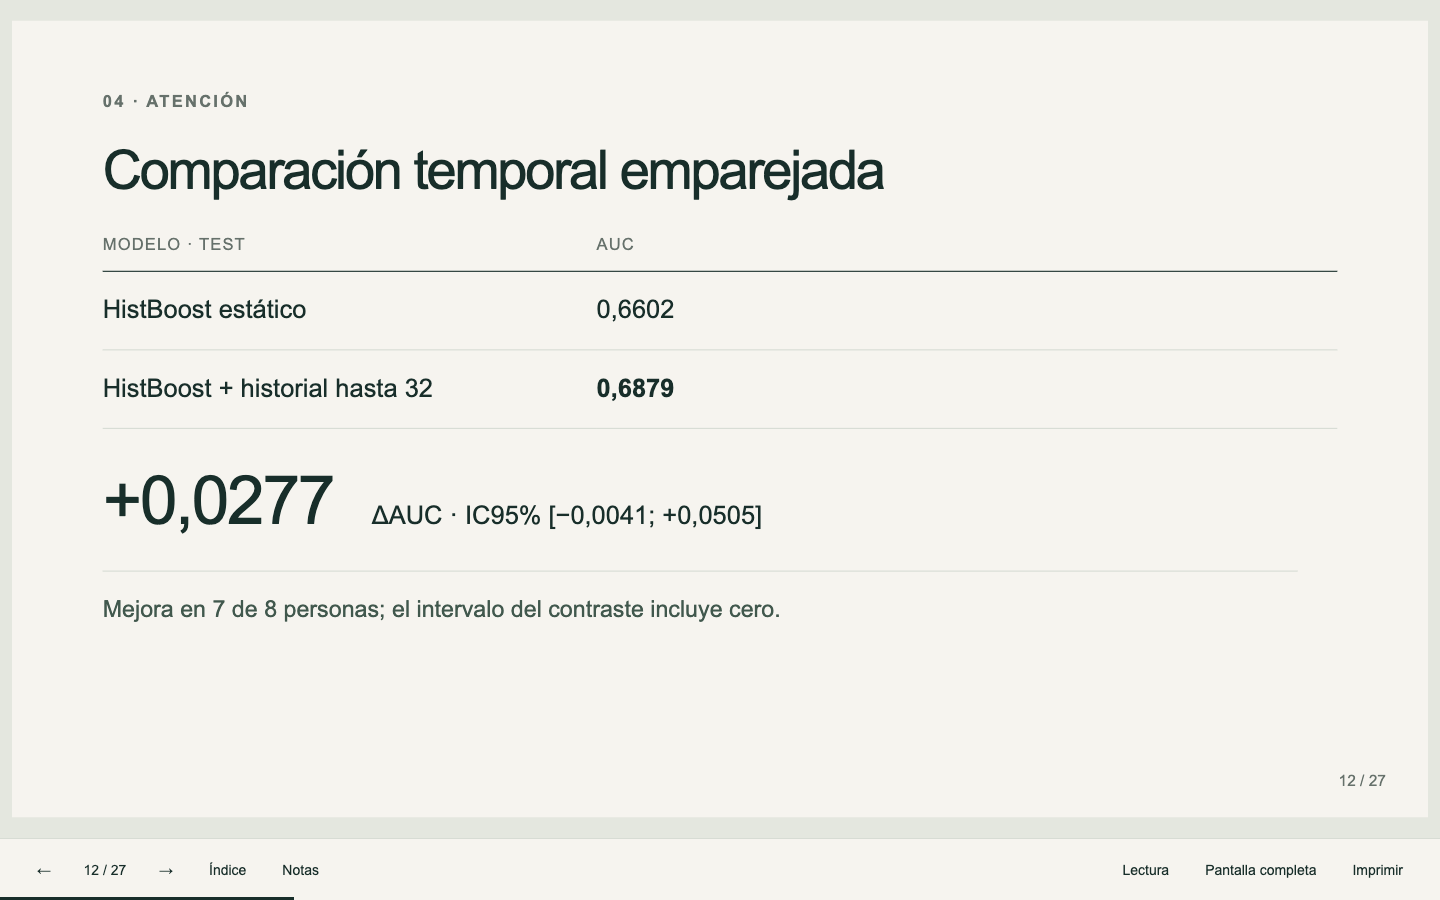 04 · ATENCIÓN
Comparación temporal emparejada
MODELO · TEST AUC
HistBoost estático 0,6602
HistBoost + historial hasta 32 0,6879
+0,0277 ΔAUC · IC95% [−0,0041; +0,0505]
Mejora en 7 de 8 personas; el intervalo del contraste incluye cero.
12 / 27
← 12 / 27 → Índice Notas Lectura Pantalla completa Imprimir